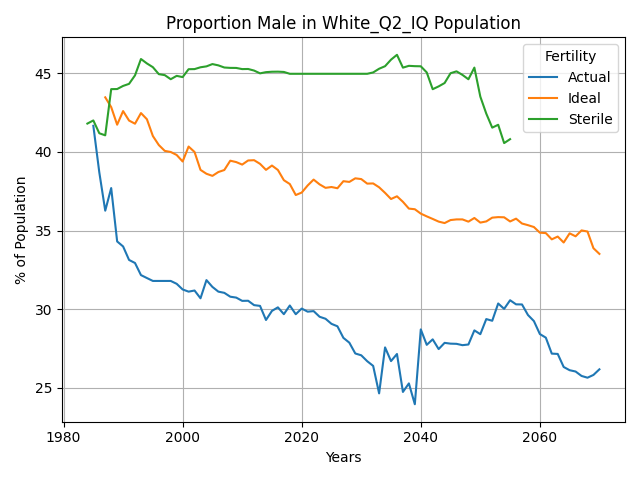 Proportion Male in White_Q2_IQ Population
% of Population
45
40
35
30
25
Fertility
Actual
Ideal
Sterile
1980
2000
2020
2040
2060
Years